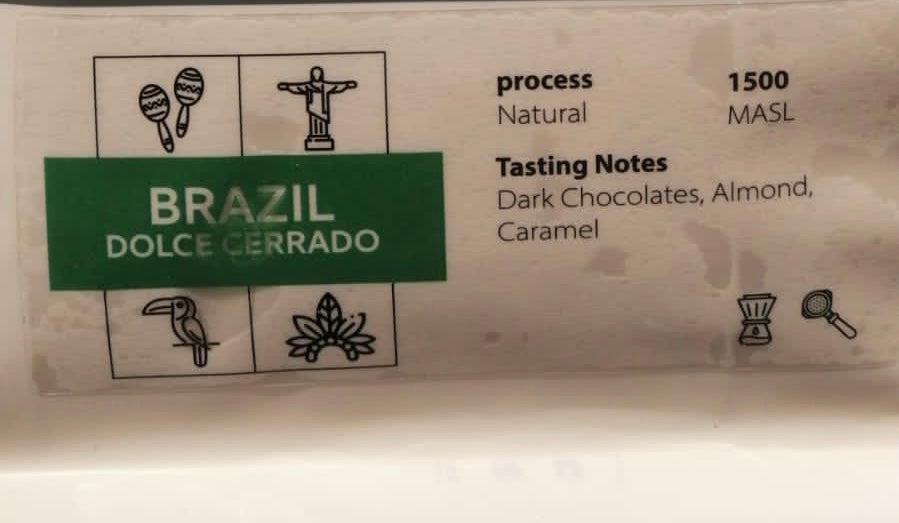 BRAZIL
DOLCE CERRADO
process
Natural
1500
MASL
Tasting Notes
Dark Chocolates, Almond,
Caramel